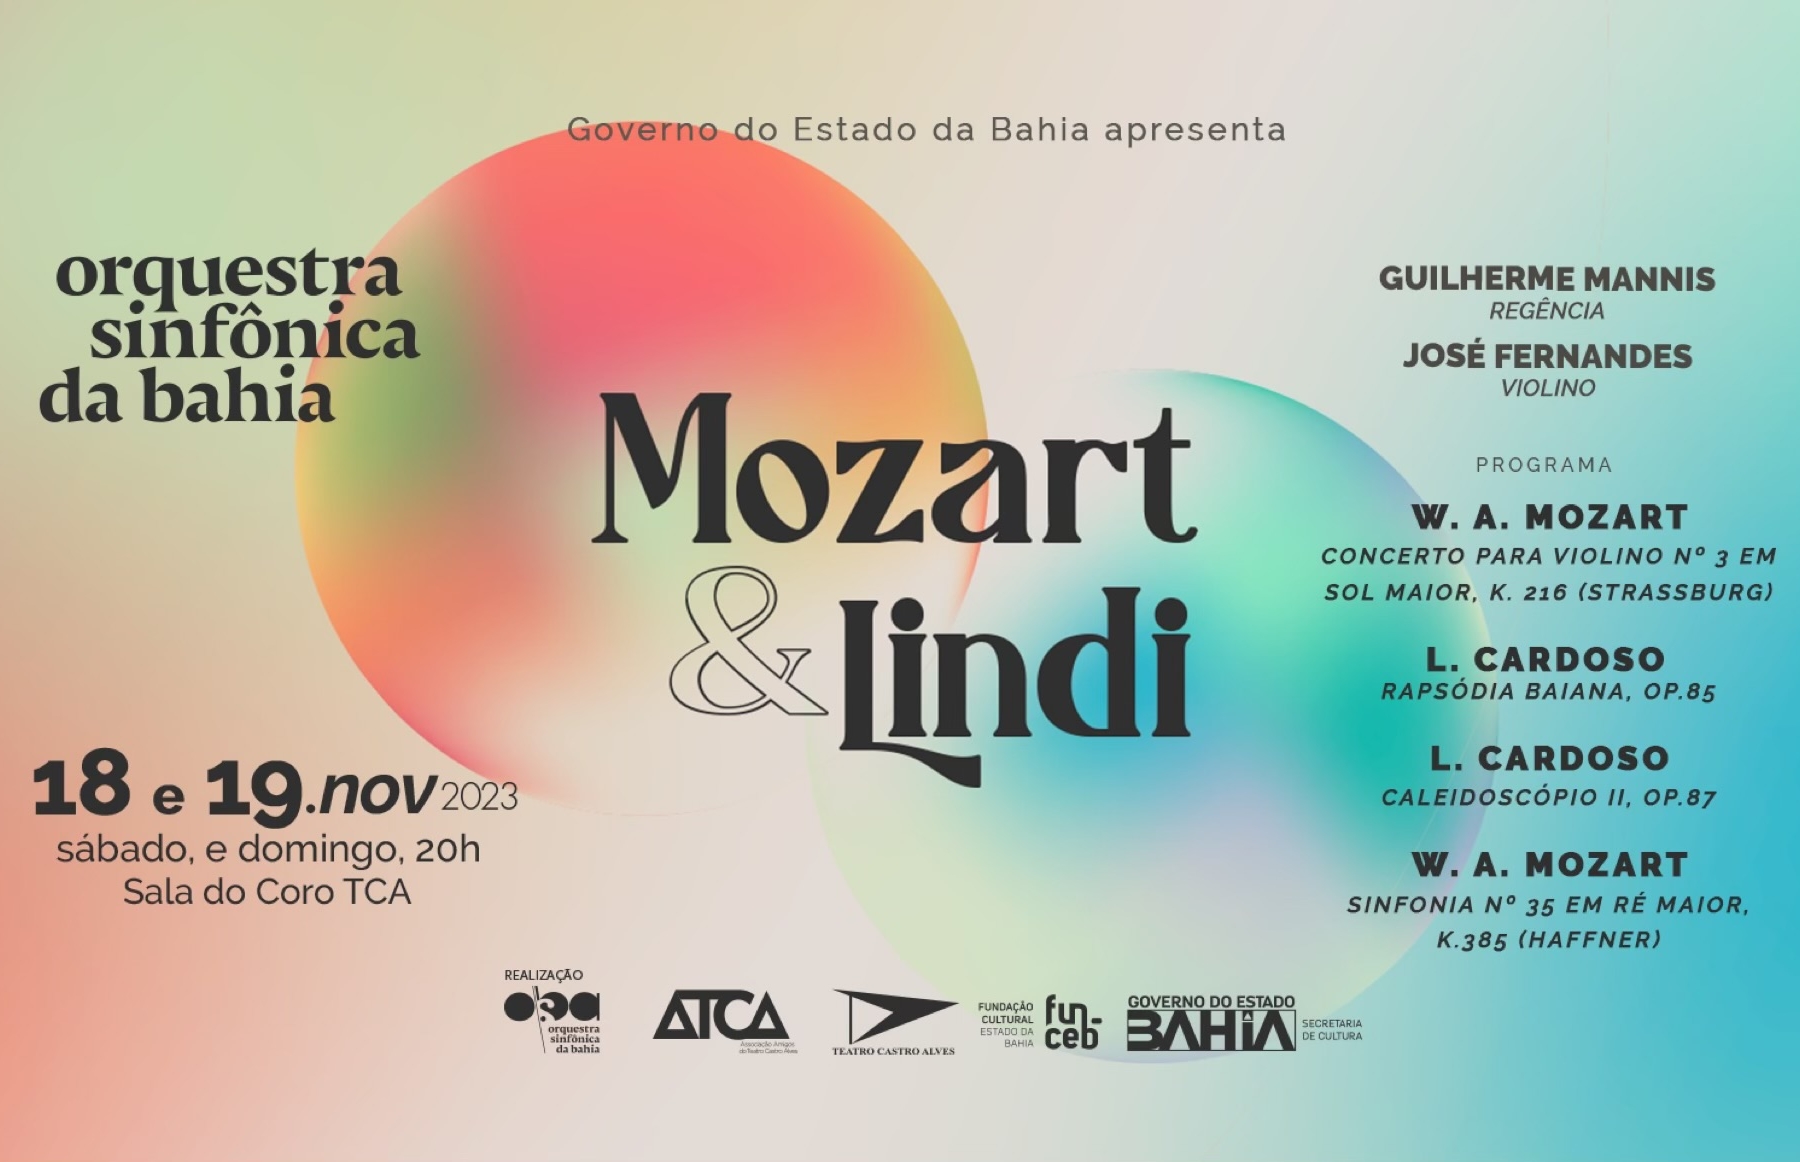 Governo do Estado da Bahia apresenta
orquestra
sinfônica
da bahia
Mozart
& Lindi
18 e 19.nov 2023
sábado, e domingo, 20h
Sala do Coro TCA
GUILHERME MANNIS
REGÊNCIA
JOSÉ FERNANDES
VIOLINO
PROGRAMA
W. A. MOZART
CONCERTO PARA VIOLINO Nº 3 EM
SOL MAIOR, K. 216 (STRASSBURG)
L. CARDOSO
RAPSÓDIA BAIANA, OP.85
L. CARDOSO
CALEIDOSCÓPIO II, OP.87
W. A. MOZART
SINFONIA Nº 35 EM RÉ MAIOR,
K.385 (HAFFNER)
REALIZAÇÃO
orquestra
sinfônica
da bahia
ATCA
Associação Amigos
do Teatro Castro Alves
TEATRO CASTRO ALVES
FUNDAÇÃO
CULTURAL
ESTADO DA
BAHIA
fun-
ceb
GOVERNO DO ESTADO
BAHIA
SECRETARIA
DE CULTURA